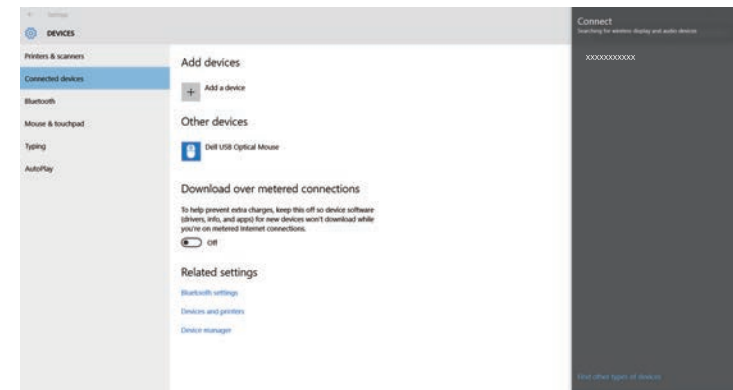 Settings
DEVICES
Printers & scanners
Connected devices
Bluetooth
Mouse & touchpad
Typing
AutoPlay
Add devices
Add a device
Other devices
Dell USB Optical Mouse
Download over metered connections
To help prevent extra charges, keep this off so device software
(drivers, info, and apps) for new devices won't download while
you're on metered Internet connections.
Off
Related settings
Bluetooth settings
Devices and printers
Device manager
Connect
Searching for wireless display and audio devices
xxxxxxxxxxx
Find other types of devices